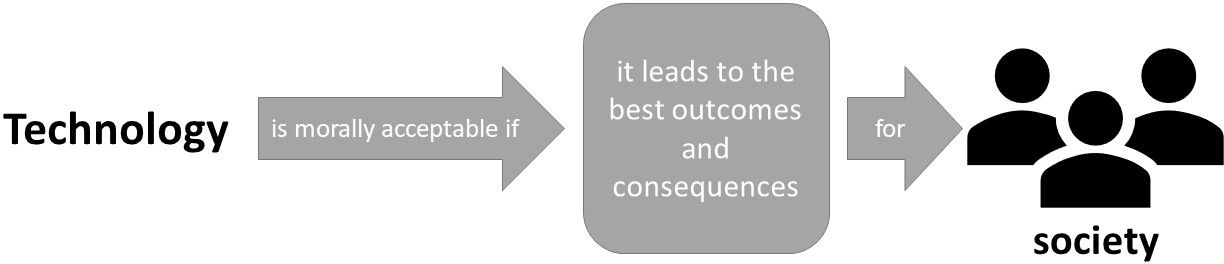 Technology
is morally acceptable if
it leads to the
best outcomes
and
consequences
for
society